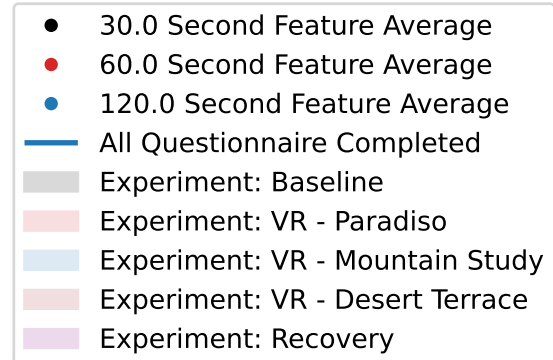 30.0 Second Feature Average
60.0 Second Feature Average
120.0 Second Feature Average
All Questionnaire Completed
Experiment: Baseline
Experiment: VR - Paradiso
Experiment: VR - Mountain Study
Experiment: VR - Desert Terrace
Experiment: Recovery